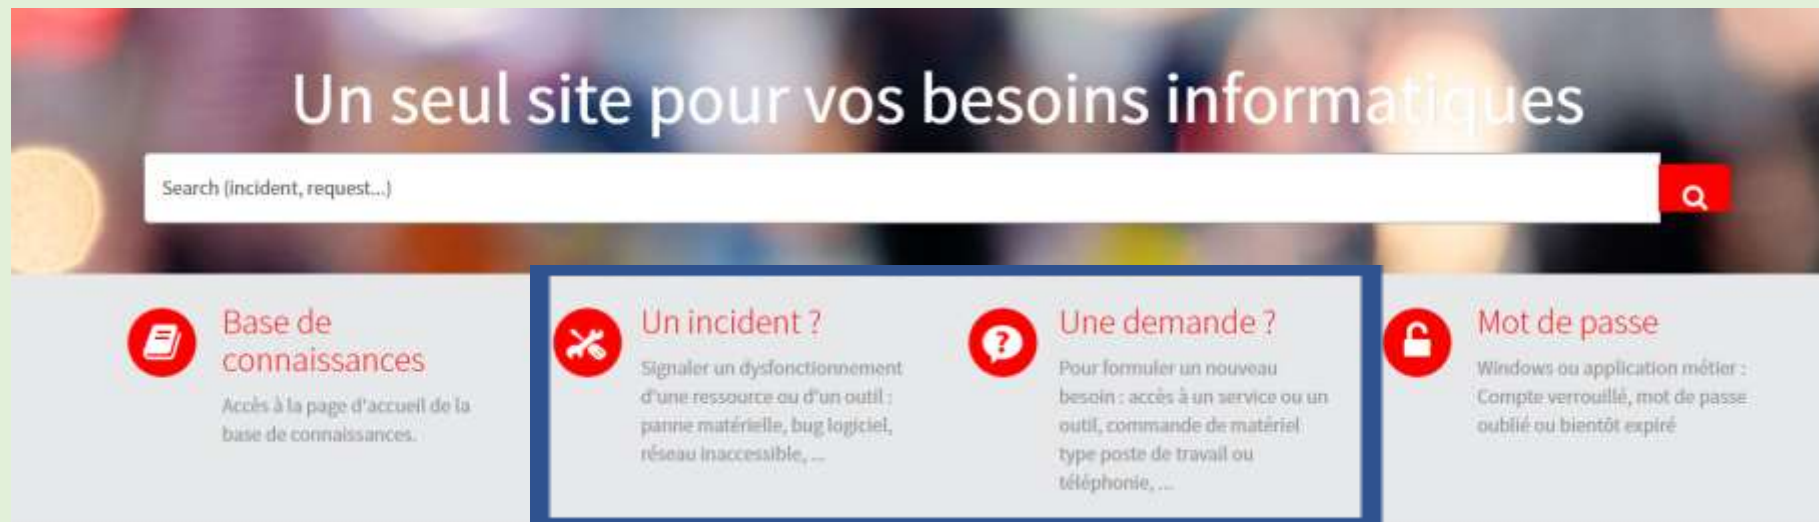 Un seul site pour vos besoins informatiques
Search (incident, request...)
Base de
connaissances
Accès à la page d'accueil de la
base de connaissances.
Un incident ?
Signaler un dysfonctionnement
d'une ressource ou d'un outil :
panne matérielle, bug logiciel,
réseau inaccessible, ...
Une demande ?
Pour formuler un nouveau
besoin : accès à un service ou un
outil, commande de matériel
type poste de travail ou
téléphonie, ...
Mot de passe
Windows ou application métier :
Compte verrouillé, mot de passe
oublié ou bientôt expiré